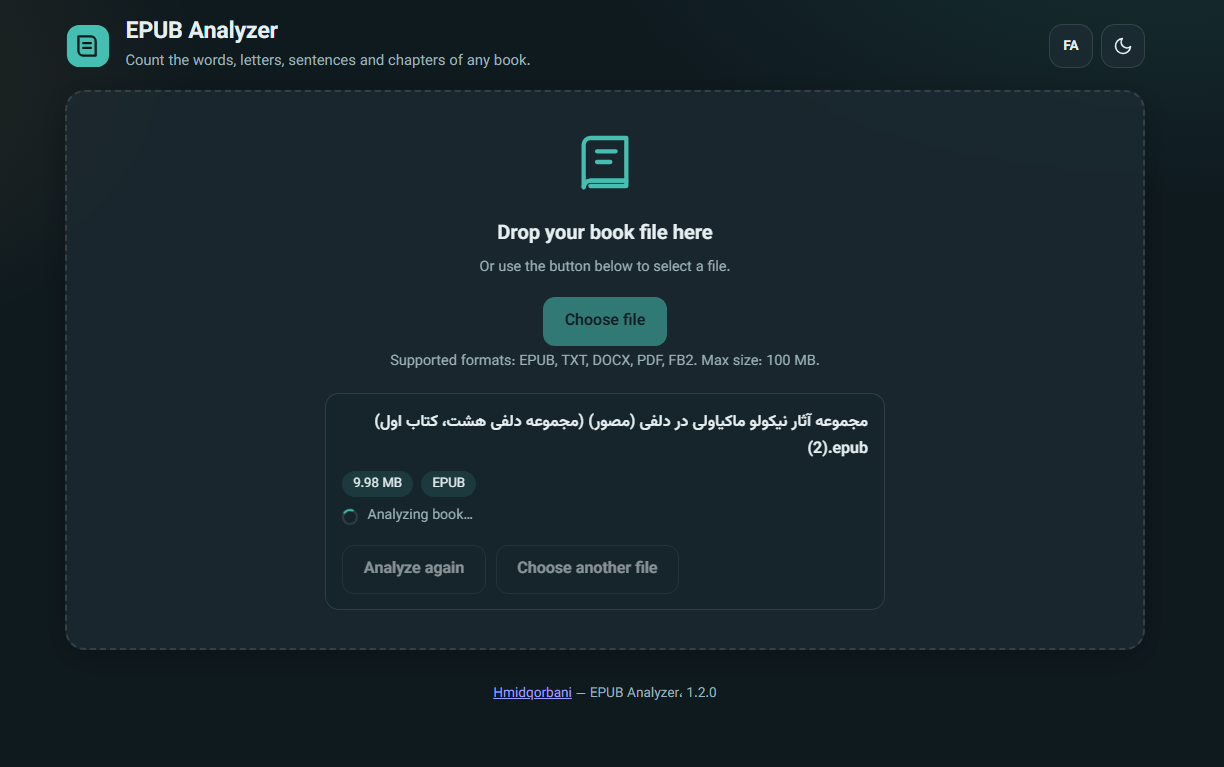 EPUB Analyzer
Count the words, letters, sentences and chapters of any book.
FA
Drop your book file here
Or use the button below to select a file.
Choose file
Supported formats: EPUB, TXT, DOCX, PDF, FB2. Max size: 100 MB.
مجموعه آثار نیکولو ماکیاولی در دلفی (مصور) (مجموعه دلفی هشت، کتاب اول)
(2).epub
9.98 MB
EPUB
Analyzing book…
Analyze again
Choose another file
Hmidqorbani — EPUB Analyzer، 1.2.0